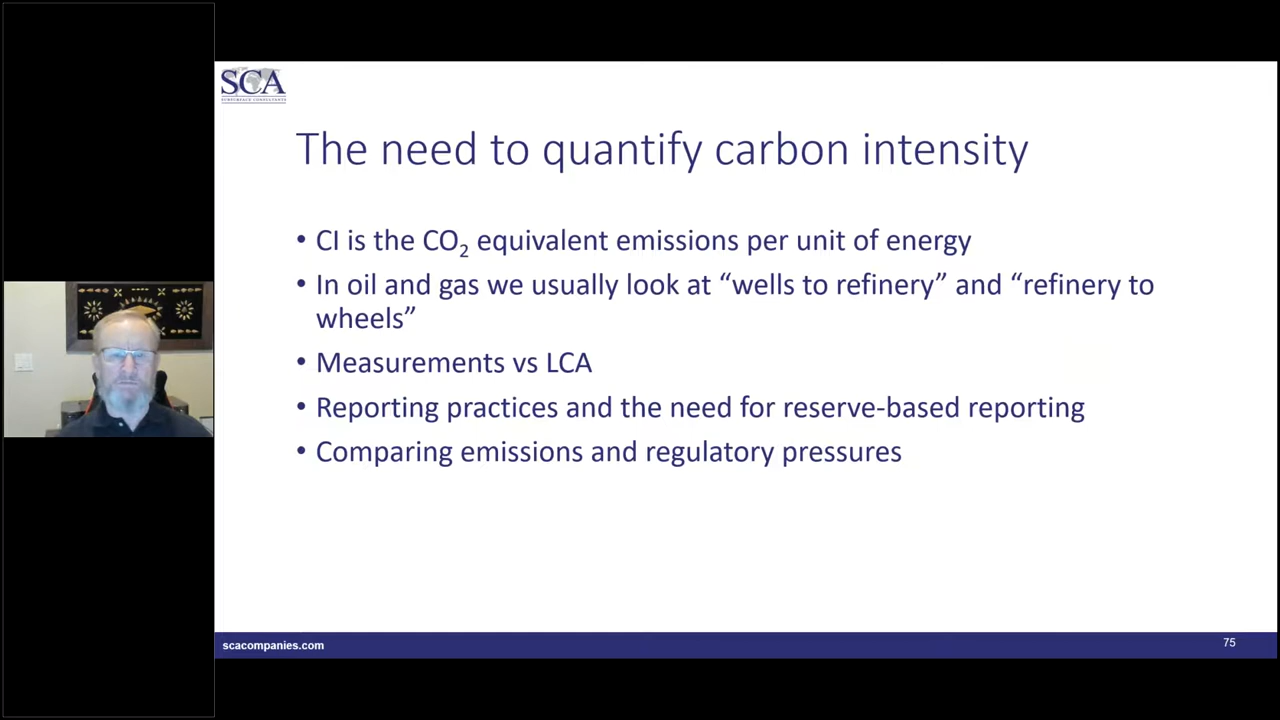 SCA
SUBSURFACE CONSULTANTS
The need to quantify carbon intensity
• CI is the CO₂ equivalent emissions per unit of energy
• In oil and gas we usually look at “wells to refinery” and “refinery to
wheels”
• Measurements vs LCA
• Reporting practices and the need for reserve-based reporting
• Comparing emissions and regulatory pressures
scacompanies.com
75